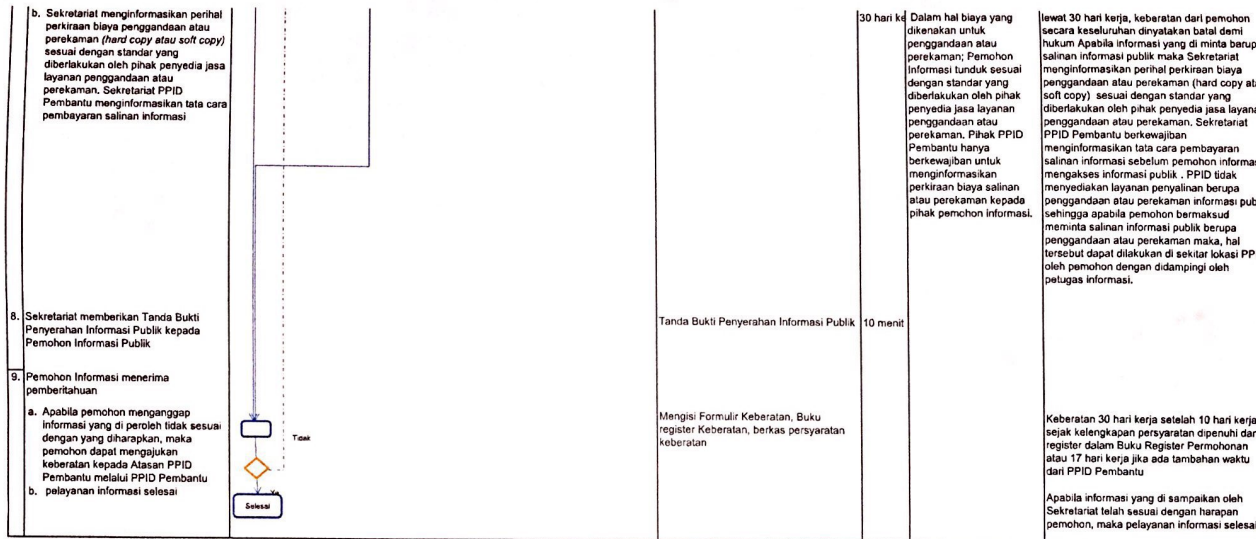 b. Sekretariat menginformasikan perihal
perkiraan biaya penggandaan atau
perekaman (hard copy atau soft copy)
sesuai dengan standar yang
diberlakukan oleh pihak penyedia jasa
layanan penggandaan atau
perekaman. Sekretariat PPID
Pembantu menginformasikan tata cara
pembayaran salinan informasi
30 hari ke
Dalam hal biaya yang
dikenakan untuk
penggandaan atau
perekaman; Pemohon
Informasi tunduk sesuai
dengan standar yang
diberlakukan oleh pihak
penyedia jasa layanan
penggandaan atau
perekaman. Pihak PPID
Pembantu hanya
berkewajiban untuk
menginformasikan
perkiraan biaya salinan
atau perekaman kepada
pihak pemohon informasi.
lewat 30 hari kerja, keberatan dari pemohon
secara keseluruhan dinyatakan batal demi
hukum Apabila informasi yang di minta berup
salinan informasi publik maka Sekretariat
menginformasikan perihal perkiraan biaya
penggandaan atau perekaman (hard copy ata
soft copy) sesuai dengan standar yang
diberlakukan oleh pihak penyedia jasa layana
penggandaan atau perekaman. Sekretariat
PPID Pembantu berkewajiban
menginformasikan tata cara pembayaran
salinan informasi sebelum pemohon informas
mengakses informasi publik . PPID tidak
menyediakan layanan penyalinan berupa
penggandaan atau perekaman informasi pub
sehingga apabila pemohon bermaksud
meminta salinan informasi publik berupa
penggandaan atau perekaman maka, hal
tersebut dapat dilakukan di sekitar lokasi PP
oleh pemohon dengan didampingi oleh
petugas informasi.
8. Sekretariat memberikan Tanda Bukti
Penyerahan Informasi Publik kepada
Pemohon Informasi Publik
Tanda Bukti Penyerahan Informasi Publik
10 menit
9. Pemohon Informasi menerima
pemberitahuan
a. Apabila pemohon menganggap
informasi yang di peroleh tidak sesuai
dengan yang diharapkan, maka
pemohon dapat mengajukan
keberatan kepada Atasan PPID
Pembantu melalui PPID Pembantu
b. pelayanan informasi selesai
Tidak
Ya
Selesai
Mengisi Formulir Keberatan, Buku
register Keberatan, berkas persyaratan
keberatan
Keberatan 30 hari kerja setelah 10 hari kerja
sejak kelengkapan persyaratan dipenuhi dan
register dalam Buku Register Permohonan
atau 17 hari kerja jika ada tambahan waktu
dari PPID Pembantu
Apabila informasi yang di sampaikan oleh
Sekretariat telah sesuai dengan harapan
pemohon, maka pelayanan informasi selesai